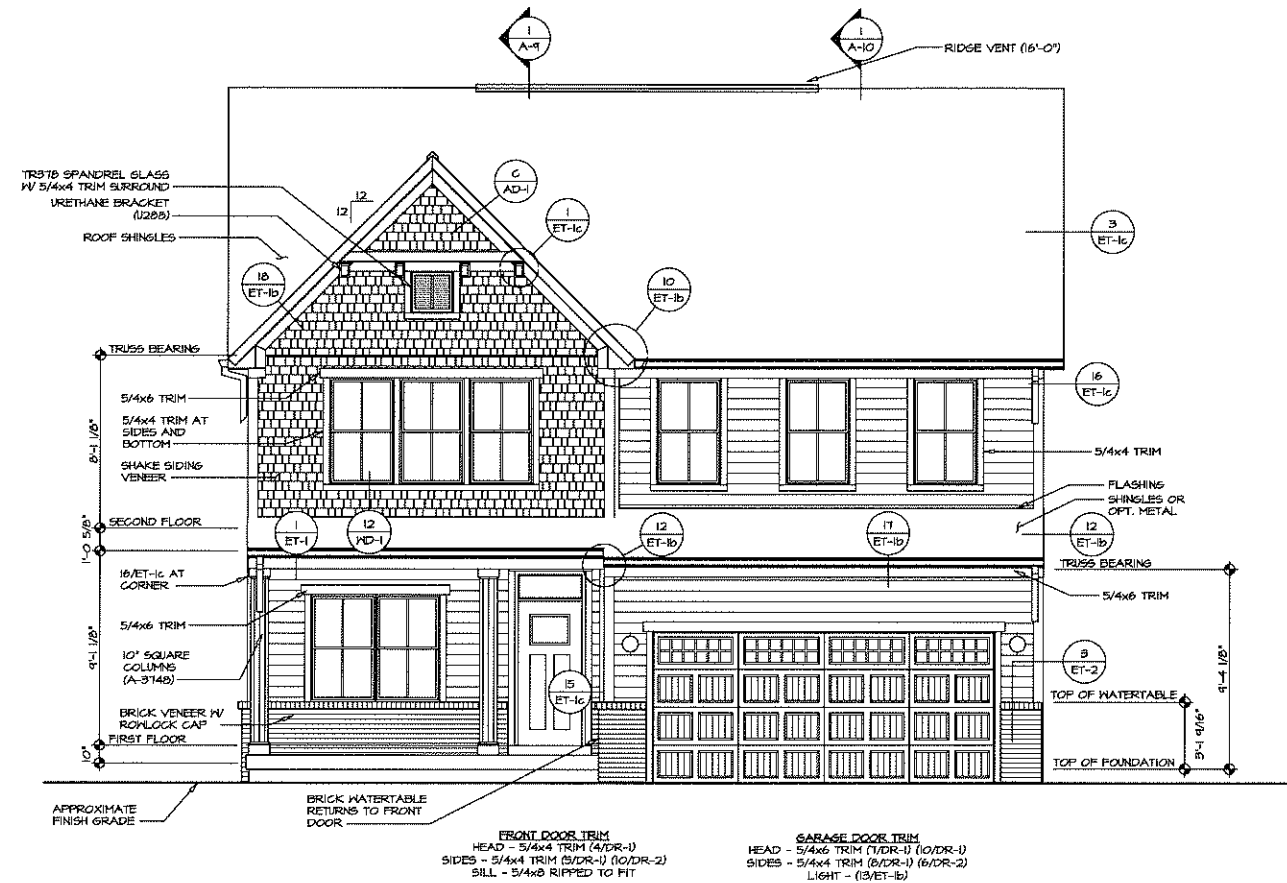 1
A-9
1
A-10
RIDGE VENT (16'-0")
TR378 SPANDREL GLASS
W/ 5/4x4 TRIM SURROUND
URETHANE BRACKET
ROOF SHINGLES
12
12
C
AD-1
1
ET-1c
3
ET-1c
18
ET-1b
10
ET-1b
TRUSS BEARING
5/4x6 TRIM
5/4x4 TRIM AT
SIDES AND
BOTTOM
SHAKE SIDING
VENEER
8'-1 1/8"
16
ET-1c
5/4x4 TRIM
FLASHING
SHINGLES OR
OPT. METAL
SECOND FLOOR
1'-0 5/8"
1
ET-1
12
WD-1
12
ET-1b
17
ET-1b
12
ET-1b
TRUSS BEARING
16/ET-1c AT
CORNER
5/4x6 TRIM
5/4x6 TRIM
10" SQUARE
COLUMNS
(A-3748)
9'-1 1/8"
15
ET-1c
ET-2
9'-4 1/8"
TOP OF WATERTABLE
3'-1 9/16"
BRICK VENEER W/
ROWLOCK CAP
FIRST FLOOR
10"
TOP OF FOUNDATION
APPROXIMATE
FINISH GRADE
BRICK WATERTABLE
RETURNS TO FRONT
DOOR
FRONT DOOR TRIM
HEAD - 5/4x4 TRIM (4/DR-1)
SIDES - 5/4x4 TRIM (5/DR-1) (10/DR-2)
SILL - 5/4x8 RIPPED TO FIT
GARAGE DOOR TRIM
HEAD - 5/4x6 TRIM (7/DR-1) (10/DR-1)
SIDES - 5/4x4 TRIM (8/DR-1) (6/DR-2)
LIGHT - (13/ET-1b)